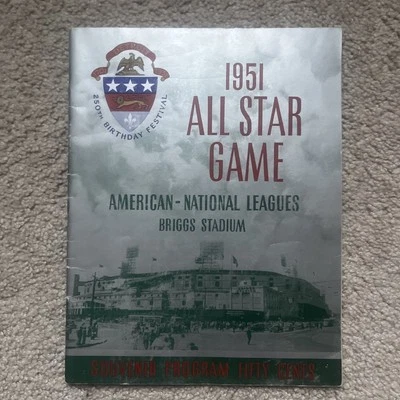 250TH BIRTHDAY FESTIVAL
1951
ALL STAR
GAME
AMERICAN-NATIONAL LEAGUES
BRIGGS STADIUM
SOUVENIR PROGRAM FIFTY CENTS